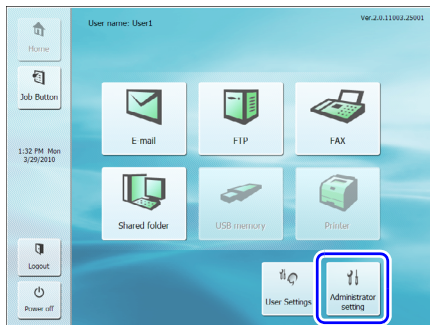 User name: User1
Ver.2.0.11003.25001
Home
Job Button
1:32 PM Mon
3/29/2010
E-mail
FTP
FAX
Shared folder
USB memory
Printer
Logout
Power off
User Settings
Administrator
setting